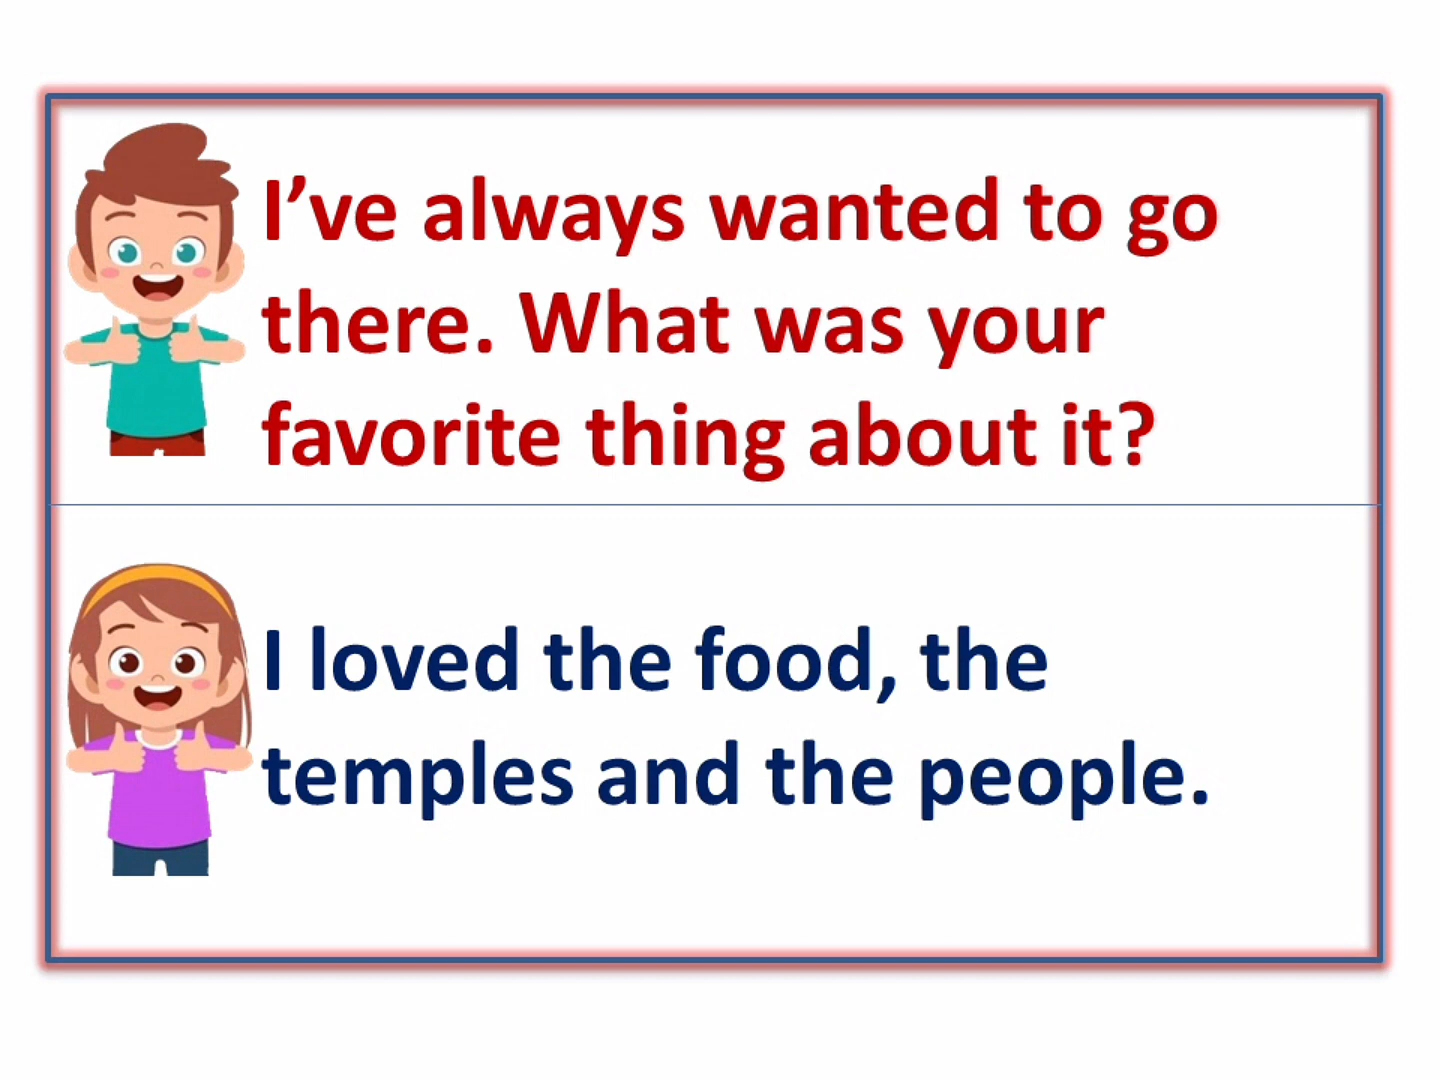 I’ve always wanted to go
there. What was your
favorite thing about it?
I loved the food, the
temples and the people.